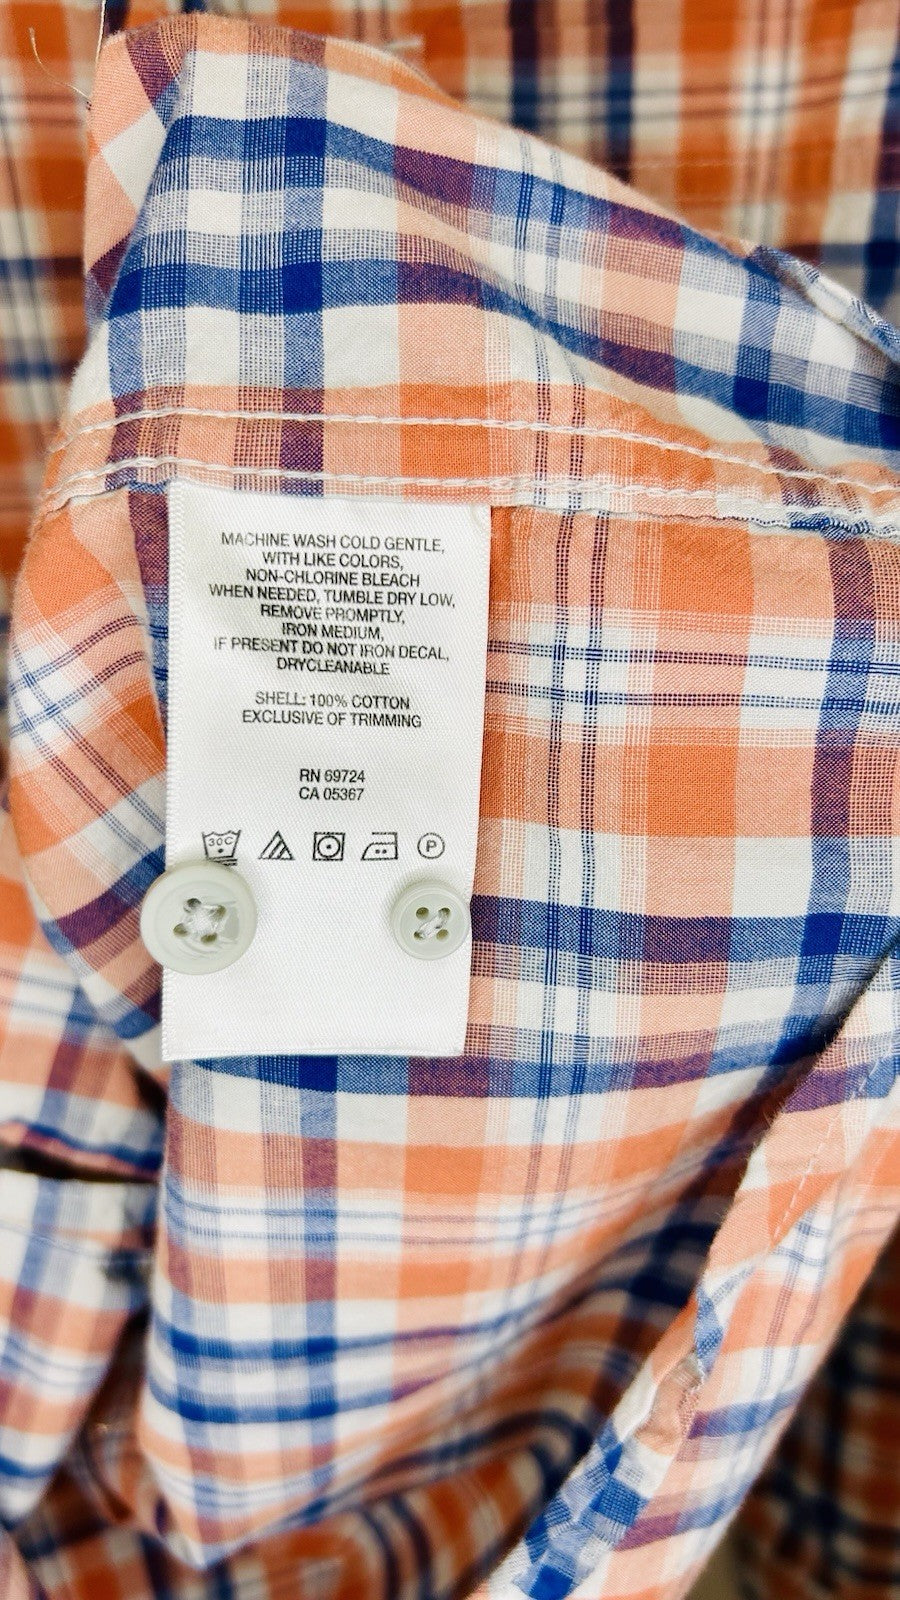 MACHINE WASH COLD GENTLE,
WITH LIKE COLORS,
NON-CHLORINE BLEACH
WHEN NEEDED, TUMBLE DRY LOW,
REMOVE PROMPTLY,
IRON MEDIUM,
IF PRESENT DO NOT IRON DECAL,
DRYCLEANABLE
SHELL: 100% COTTON
EXCLUSIVE OF TRIMMING
RN 69724
CA 05367
30C P